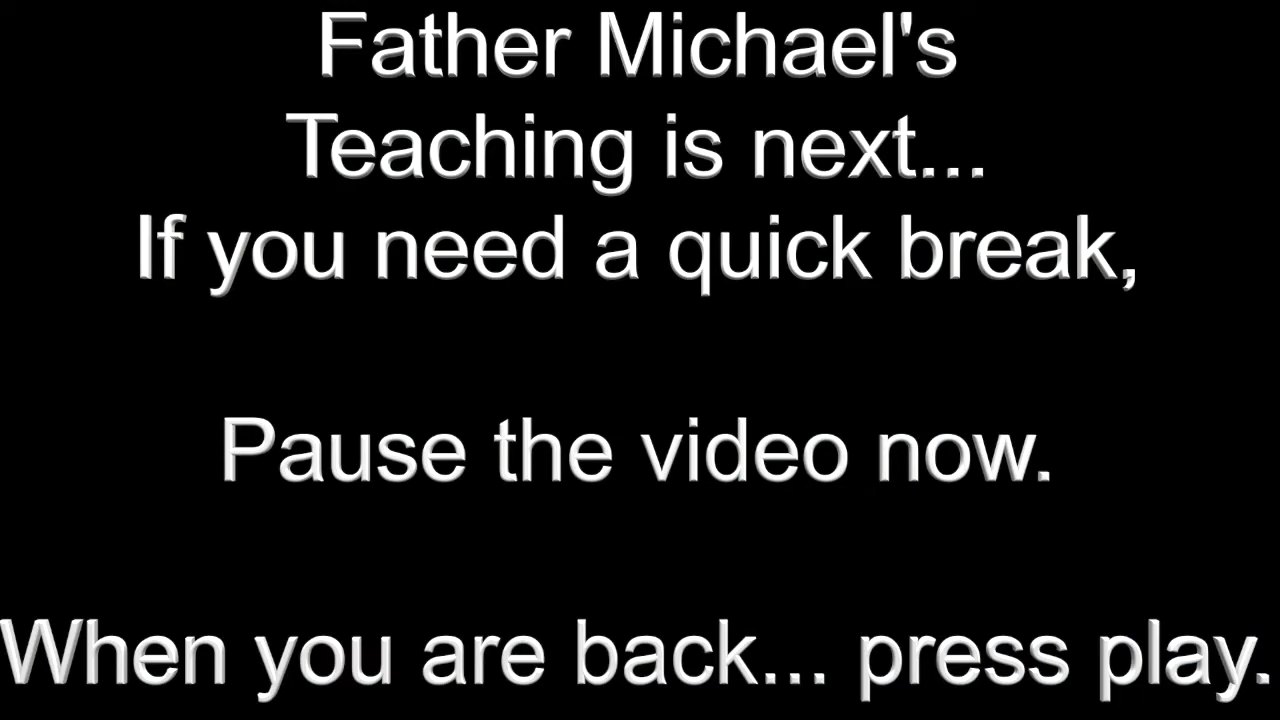 Father Michael's
Teaching is next...
If you need a quick break,
Pause the video now.
When you are back... press play.